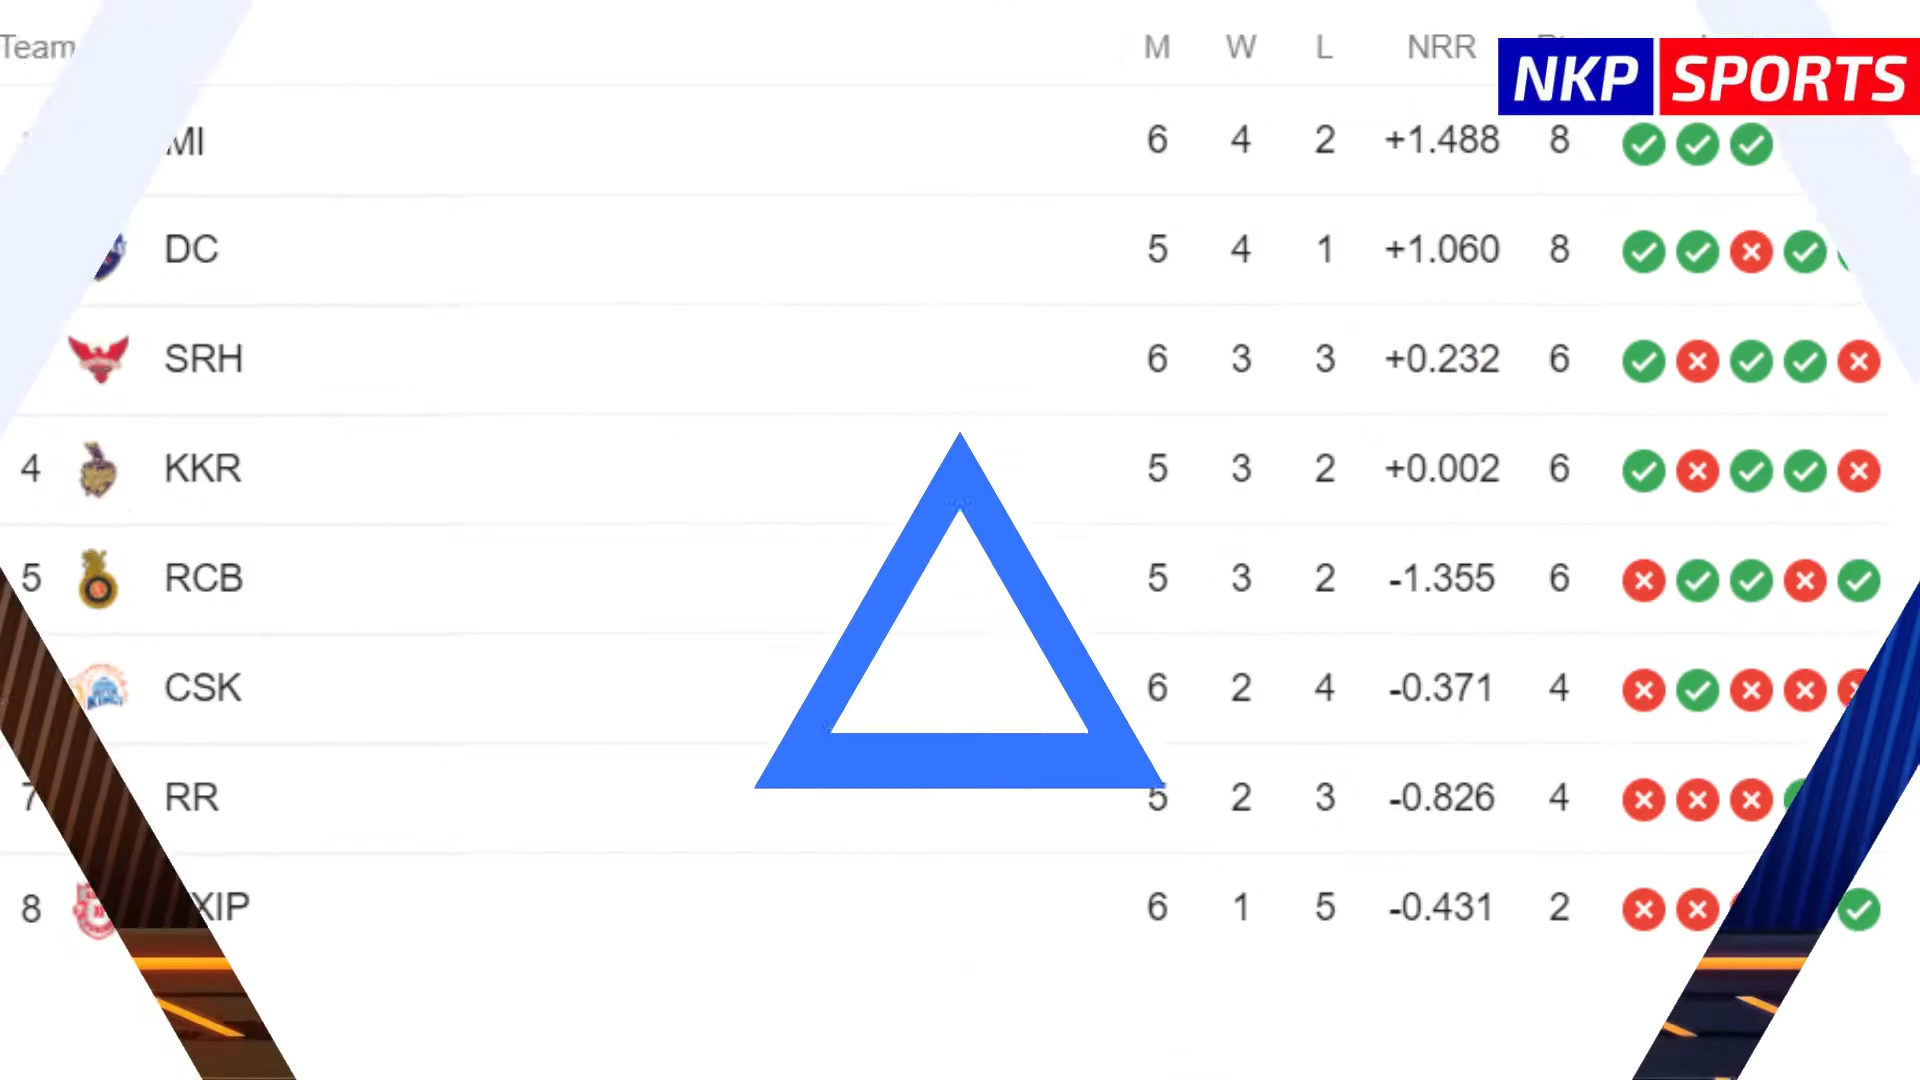 Team M W L NRR
NKP SPORTS
MI 6 4 2 +1.488 8
DC 5 4 1 +1.060 8
SRH 6 3 3 +0.232 6
4 KKR 5 3 2 +0.002 6
5 RCB 5 3 2 -1.355 6
CSK 6 2 4 -0.371 4
7 RR 5 2 3 -0.826 4
8 XIP 6 1 5 -0.431 2